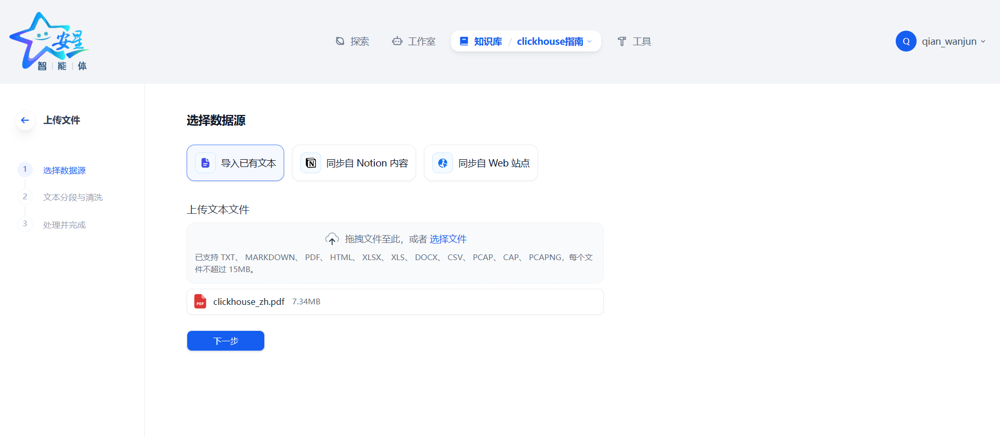 安星
智 | 能 | 体
探索
工作室
知识库 / clickhouse指南
工具
Q
qian_wanjun
上传文件
1 选择数据源
2 文本分段与清洗
3 处理并完成
选择数据源
导入已有文本
同步自 Notion 内容
同步自 Web 站点
上传文本文件
拖拽文件至此，或者 选择文件
已支持 TXT、 MARKDOWN、 PDF、 HTML、 XLSX、 XLS、 DOCX、 CSV、 PCAP、 CAP、 PCAPNG，每个文
件不超过 15MB。
PDF clickhouse_zh.pdf 7.34MB
下一步